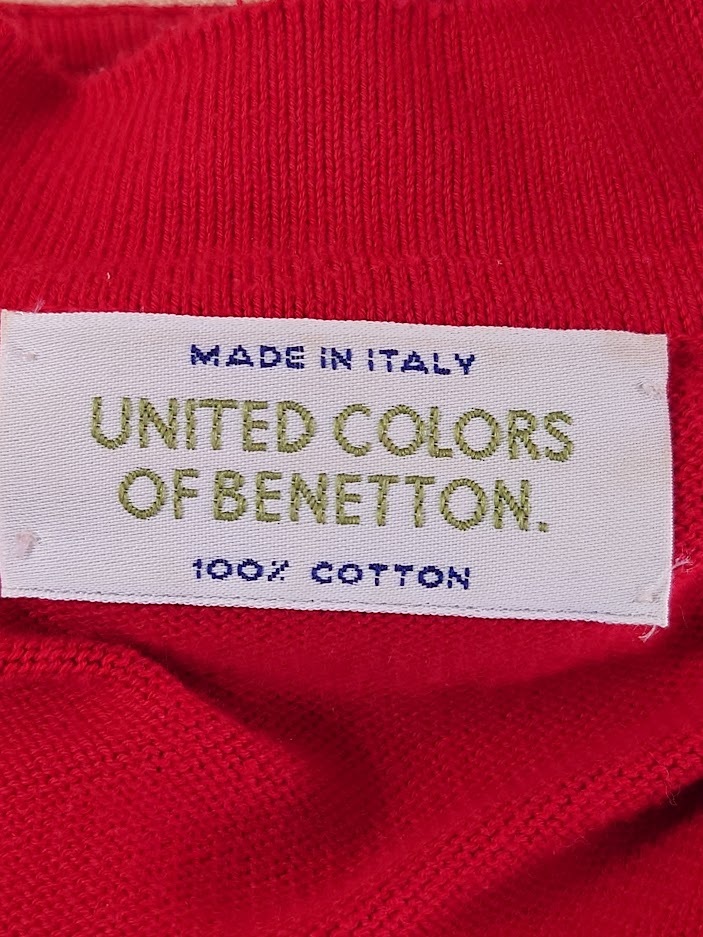 MADE IN ITALY
UNITED COLORS
OF BENETTON.
100% COTTON